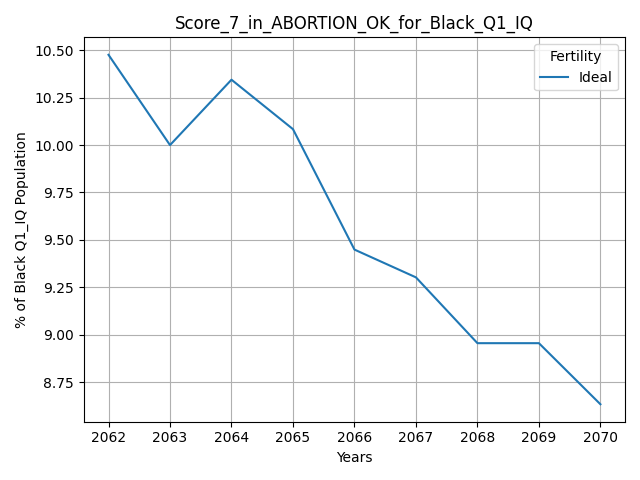 Score_7_in_ABORTION_OK_for_Black_Q1_IQ
Fertility
Ideal
% of Black Q1_IQ Population
10.50
10.25
10.00
9.75
9.50
9.25
9.00
8.75
2062 2063 2064 2065 2066 2067 2068 2069 2070
Years